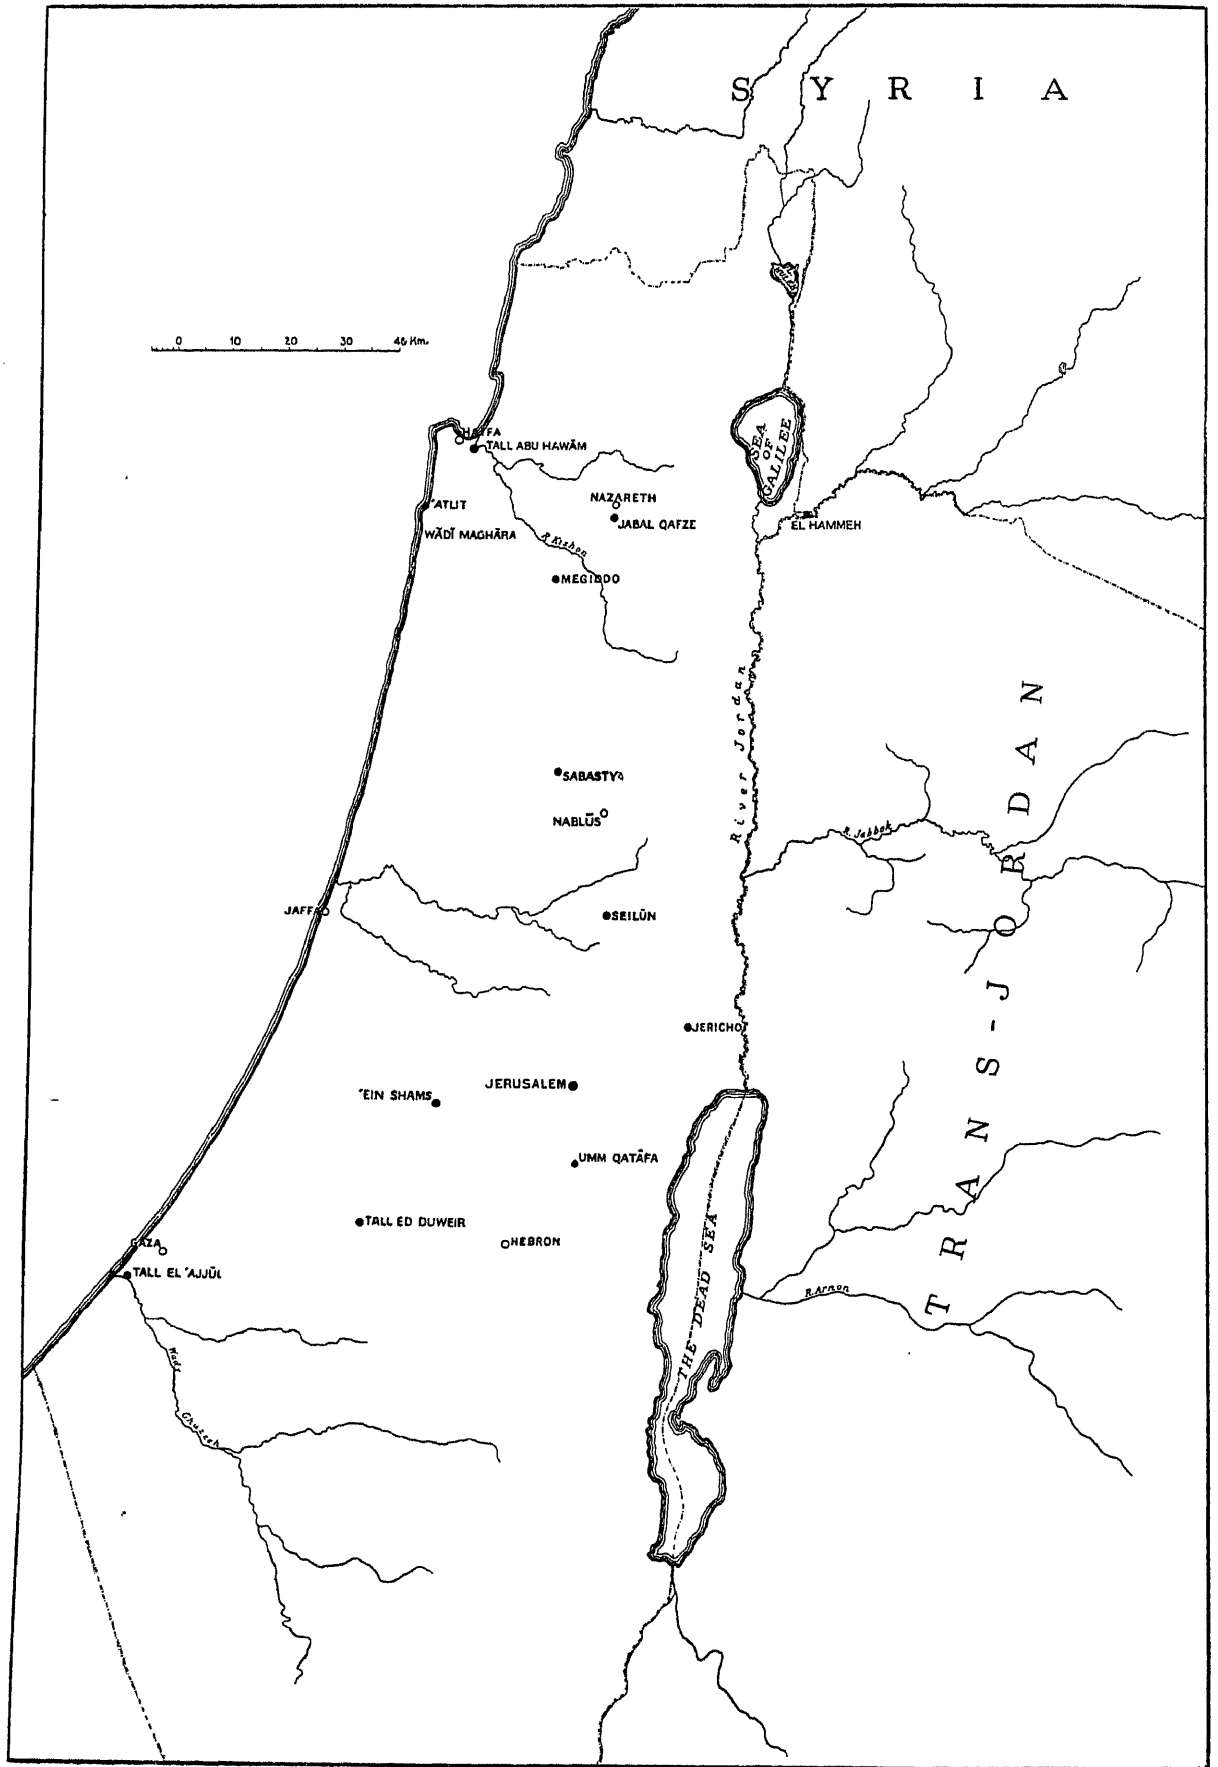 SYRIA
0 10 20 30 40 Km.
HAIFA
TALL ABU HAWĀM
SEA
OF
GALILEE
NAZARETH
'ATLIT
JABAL QAFZE
EL HAMMEH
WĀDĪ MAGHĀRA
R. Kishon
MEGIDDO
River Jordan
TRANS-JORDAN
SABASTYA
NABLŪS
R. Jabbok
JAFFA
SEILŪN
JERICHO
JERUSALEM
'EIN SHAMS
UMM QATĀFA
TALL ED DUWEIR
HEBRON
GAZA
TALL EL 'AJJŪL
THE DEAD SEA
R. Arnon
Wady
Ghuzzeh